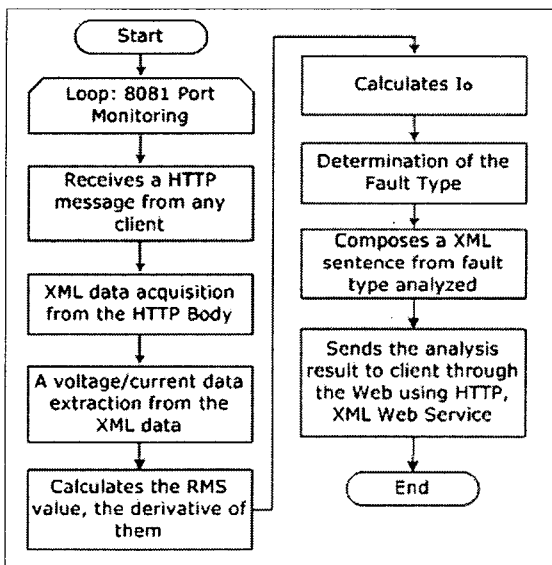 Start
Loop: 8081 Port
Monitoring
Receives a HTTP
message from any
client
XML data acquisition
from the HTTP Body
A voltage/current data
extraction from the
XML data
Calculates the RMS
value, the derivative of
them
Calculates Io
Determination of the
Fault Type
Composes a XML
sentence from fault
type analyzed
Sends the analysis
result to client through
the Web using HTTP,
XML Web Service
End